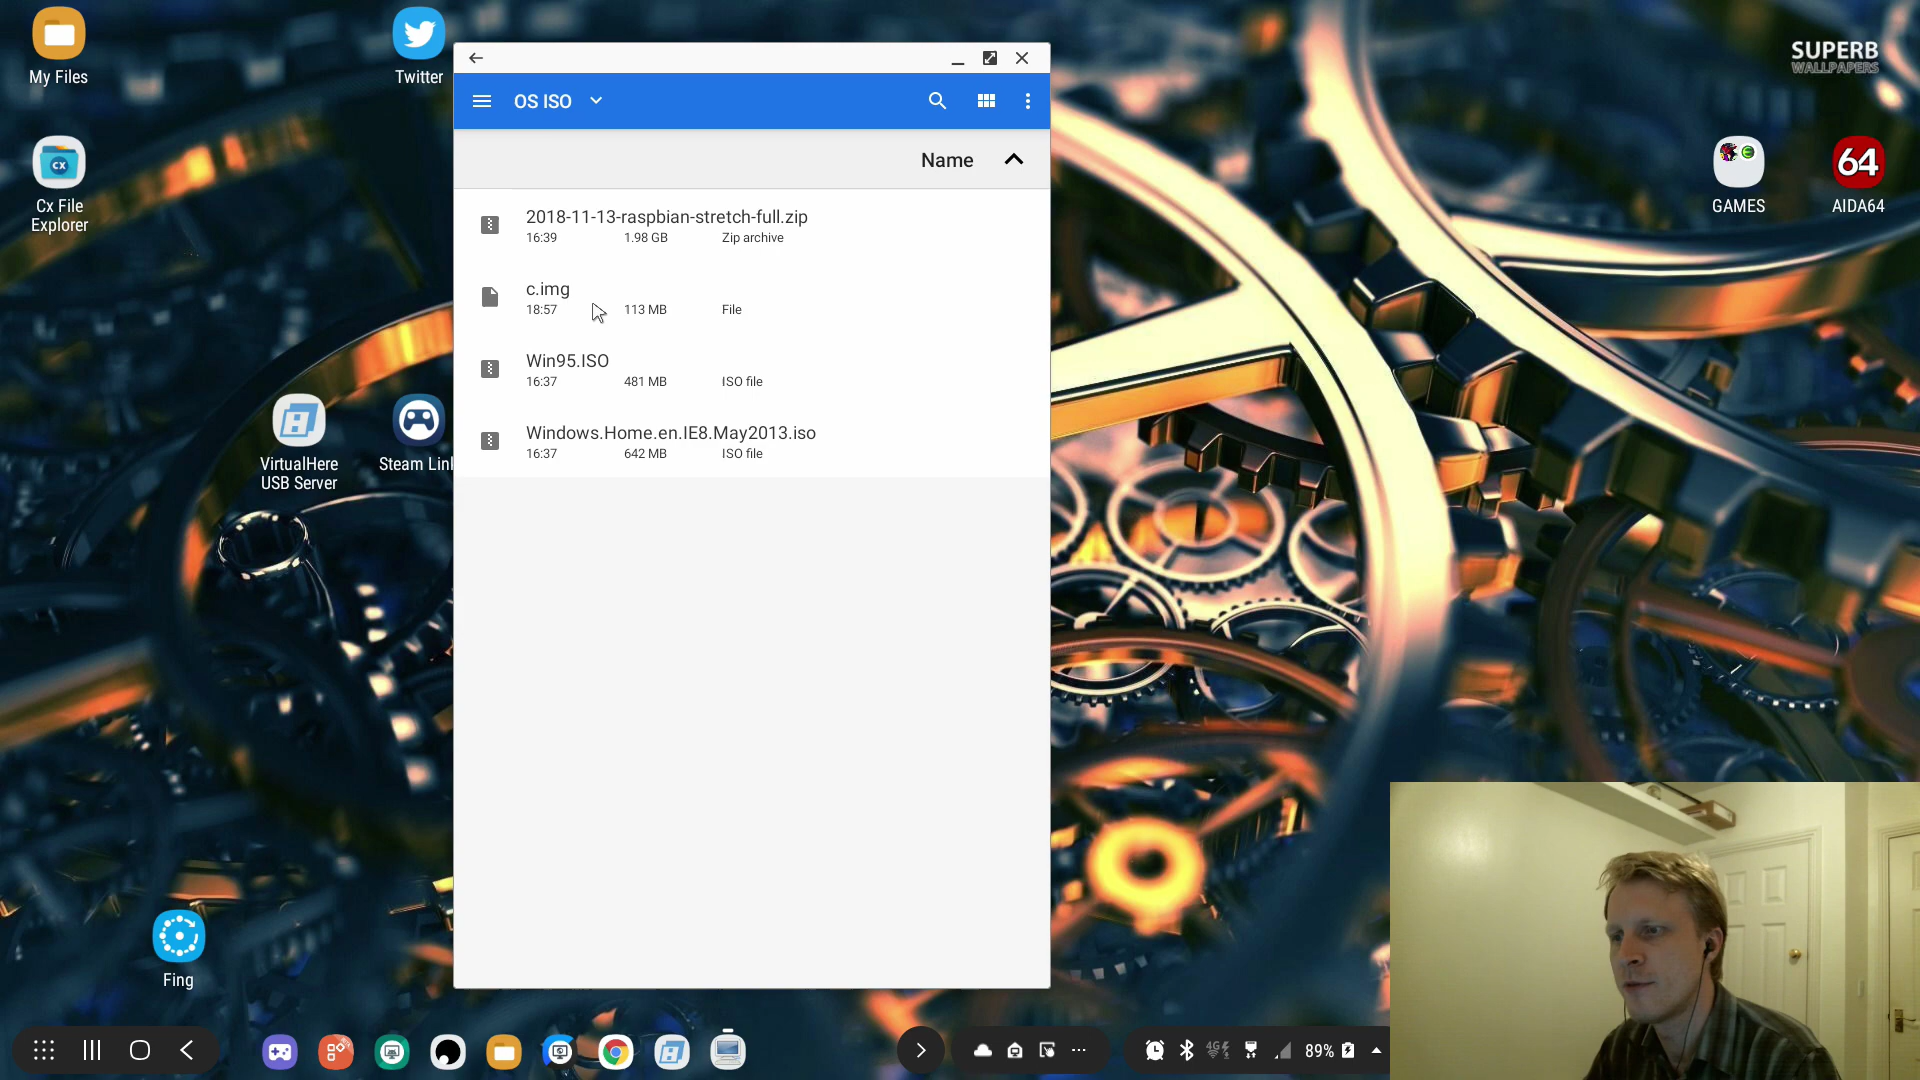 My Files
Twitter
SUPERB
WALLPAPERS
OS ISO
Name
CX
Cx File
Explorer
64
GAMES
AIDA64
2018-11-13-raspbian-stretch-full.zip
16:39 1.98 GB Zip archive
c.img
18:57 113 MB File
Win95.ISO
16:37 481 MB ISO file
Windows.Home.en.IE8.May2013.iso
16:37 642 MB ISO file
VirtualHere
USB Server
Steam Lin
Fing
4G
89%